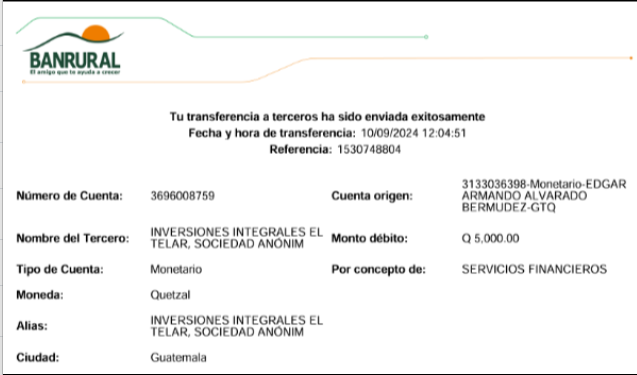 BANRURAL
El amigo que te ayuda a crecer
Tu transferencia a terceros ha sido enviada exitosamente
Fecha y hora de transferencia: 10/09/2024 12:04:51
Referencia: 1530748804
Número de Cuenta: 3696008759
Cuenta origen: 3133036398-Monetario-EDGAR
ARMANDO ALVARADO
BERMUDEZ-GTQ
Nombre del Tercero: INVERSIONES INTEGRALES EL
TELAR, SOCIEDAD ANÓNIM
Monto débito: Q 5,000.00
Tipo de Cuenta: Monetario
Por concepto de: SERVICIOS FINANCIEROS
Moneda: Quetzal
Alias: INVERSIONES INTEGRALES EL
TELAR, SOCIEDAD ANÓNIM
Ciudad: Guatemala